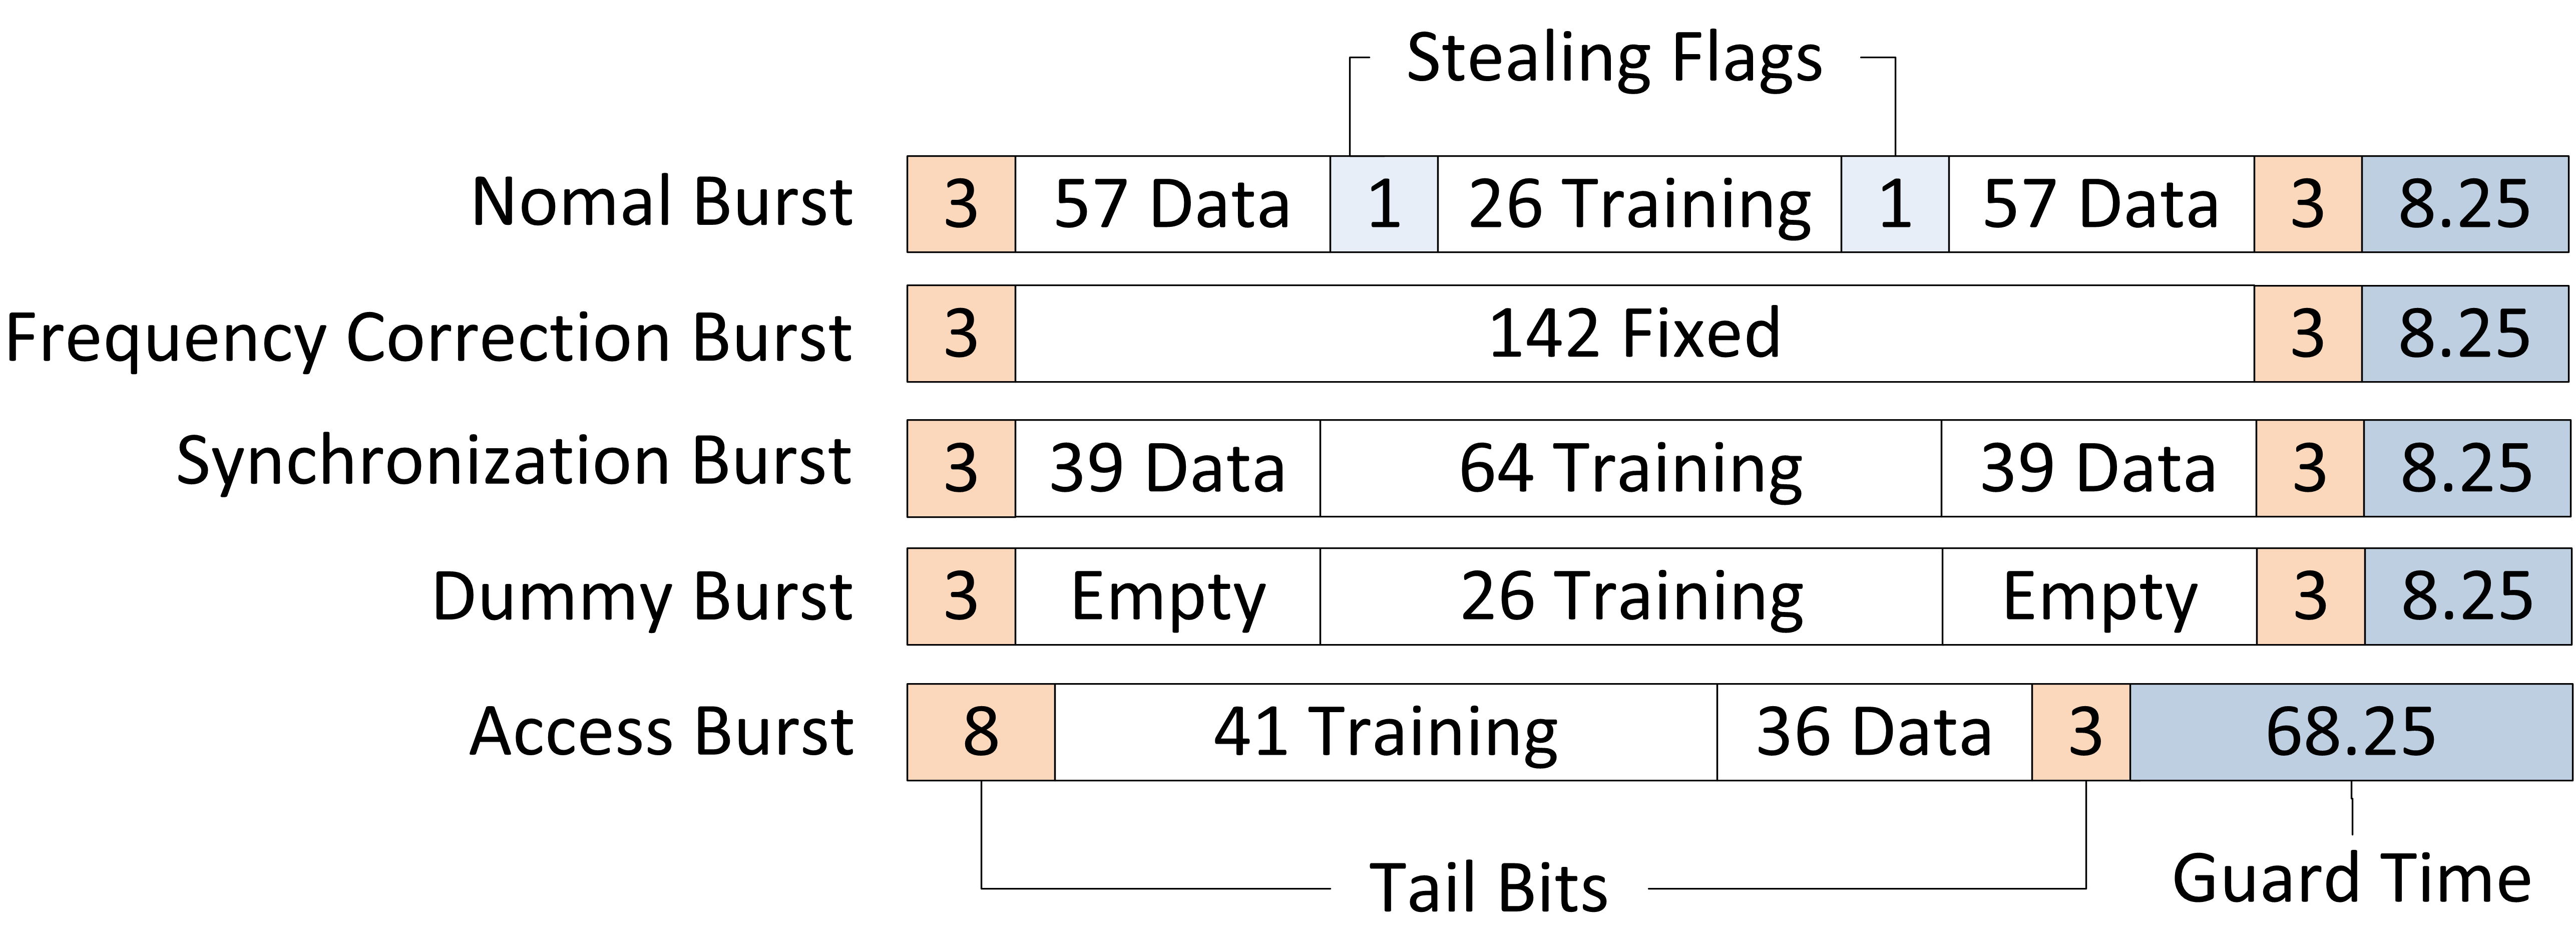 Stealing Flags
Nomal Burst 3 57 Data 1 26 Training 1 57 Data 3 8.25
Frequency Correction Burst 3 142 Fixed 3 8.25
Synchronization Burst 3 39 Data 64 Training 39 Data 3 8.25
Dummy Burst 3 Empty 26 Training Empty 3 8.25
Access Burst 8 41 Training 36 Data 3 68.25
Tail Bits Guard Time